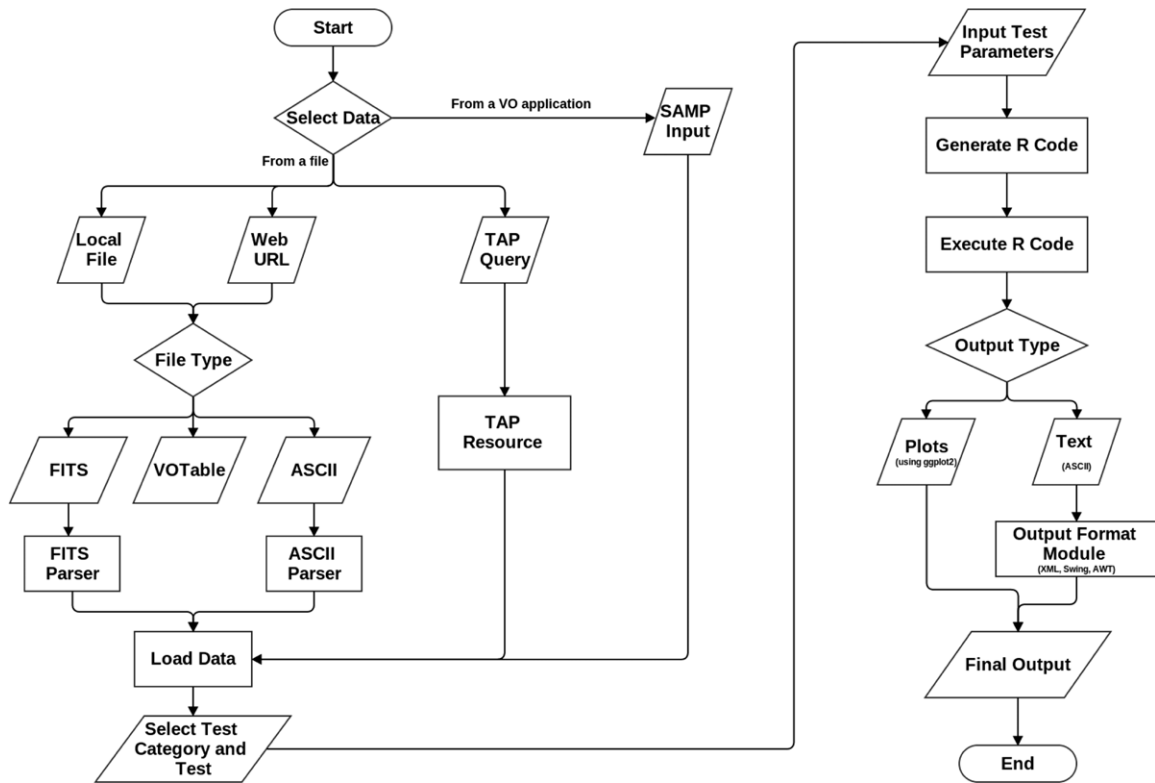 Start
Select Data
From a VO application
SAMP
Input
From a file
Local
File
Web
URL
TAP
Query
File Type
TAP
Resource
FITS
VOTable
ASCII
FITS
Parser
ASCII
Parser
Load Data
Select Test
Category and
Test
Input Test
Parameters
Generate R Code
Execute R Code
Output Type
Plots
(using ggplot2)
Text
(ASCII)
Output Format
Module
(XML, Swing, AWT)
Final Output
End